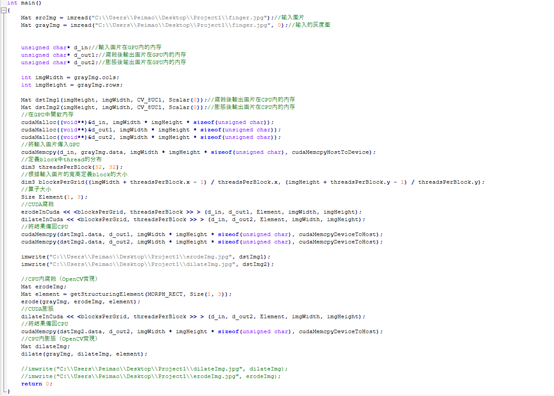 int main()
{
Mat srcImg = imread("C:\\Users\\Peimao\\Desktop\\Project1\\finger.jpg");//输入圖片
Mat grayImg = imread("C:\\Users\\Peimao\\Desktop\\Project1\\finger.jpg", 0);//输入的灰度圖
unsigned char* d_in;//輸入圖片在GPU內的內存
unsigned char* d_out1;//腐蝕後輸出圖片在GPU內的內存
unsigned char* d_out2;//膨脹後輸出圖片在GPU內的內存
int imgWidth = grayImg.cols;
int imgHeight = grayImg.rows;
Mat dstImg1(imgHeight, imgWidth, CV_8UC1, Scalar(0));//腐蝕後輸出圖片在CPU內的內存
Mat dstImg2(imgHeight, imgWidth, CV_8UC1, Scalar(0));//膨脹後輸出圖片在CPU內的內存
//在GPU中開啟內存
cudaMalloc((void**)&d_in, imgWidth * imgHeight * sizeof(unsigned char));
cudaMalloc((void**)&d_out1, imgWidth * imgHeight * sizeof(unsigned char));
cudaMalloc((void**)&d_out2, imgWidth * imgHeight * sizeof(unsigned char));
//將輸入圖片傳入GPU
cudaMemcpy(d_in, grayImg.data, imgWidth * imgHeight * sizeof(unsigned char), cudaMemcpyHostToDevice);
//定義block中thread的分布
dim3 threadsPerBlock(32, 32);
//根據輸入圖片的寬高定義block的大小
dim3 blocksPerGrid((imgWidth + threadsPerBlock.x - 1) / threadsPerBlock.x, (imgHeight + threadsPerBlock.y - 1) / threadsPerBlock.y);
//算子大小
Size Element(3, 3);
//CUDA腐蝕
erodeInCuda << <blocksPerGrid, threadsPerBlock >> > (d_in, d_out1, Element, imgWidth, imgHeight);
dilateInCuda << <blocksPerGrid, threadsPerBlock >> > (d_in, d_out2, Element, imgWidth, imgHeight);
//將結果傳回CPU
cudaMemcpy(dstImg1.data, d_out1, imgWidth * imgHeight * sizeof(unsigned char), cudaMemcpyDeviceToHost);
cudaMemcpy(dstImg2.data, d_out2, imgWidth * imgHeight * sizeof(unsigned char), cudaMemcpyDeviceToHost);
imwrite("C:\\Users\\Peimao\\Desktop\\Project1\\erodeImg.jpg", dstImg1);
imwrite("C:\\Users\\Peimao\\Desktop\\Project1\\dilateImg.jpg", dstImg2);
//CPU內腐蝕（OpenCV實現）
Mat erodeImg;
Mat element = getStructuringElement(MORPH_RECT, Size(3, 3));
erode(grayImg, erodeImg, element);
//CUDA膨脹
dilateInCuda << <blocksPerGrid, threadsPerBlock >> > (d_in, d_out2, Element, imgWidth, imgHeight);
//將結果傳回CPU
cudaMemcpy(dstImg2.data, d_out2, imgWidth * imgHeight * sizeof(unsigned char), cudaMemcpyDeviceToHost);
//CPU內膨脹（OpenCV實現）
Mat dilateImg;
dilate(grayImg, dilateImg, element);
//imwrite("C:\\Users\\Peimao\\Desktop\\Project1\\dilateImg.jpg", dilateImg);
//imwrite("C:\\Users\\Peimao\\Desktop\\Project1\\erodeImg.jpg", erodeImg);
return 0;
}